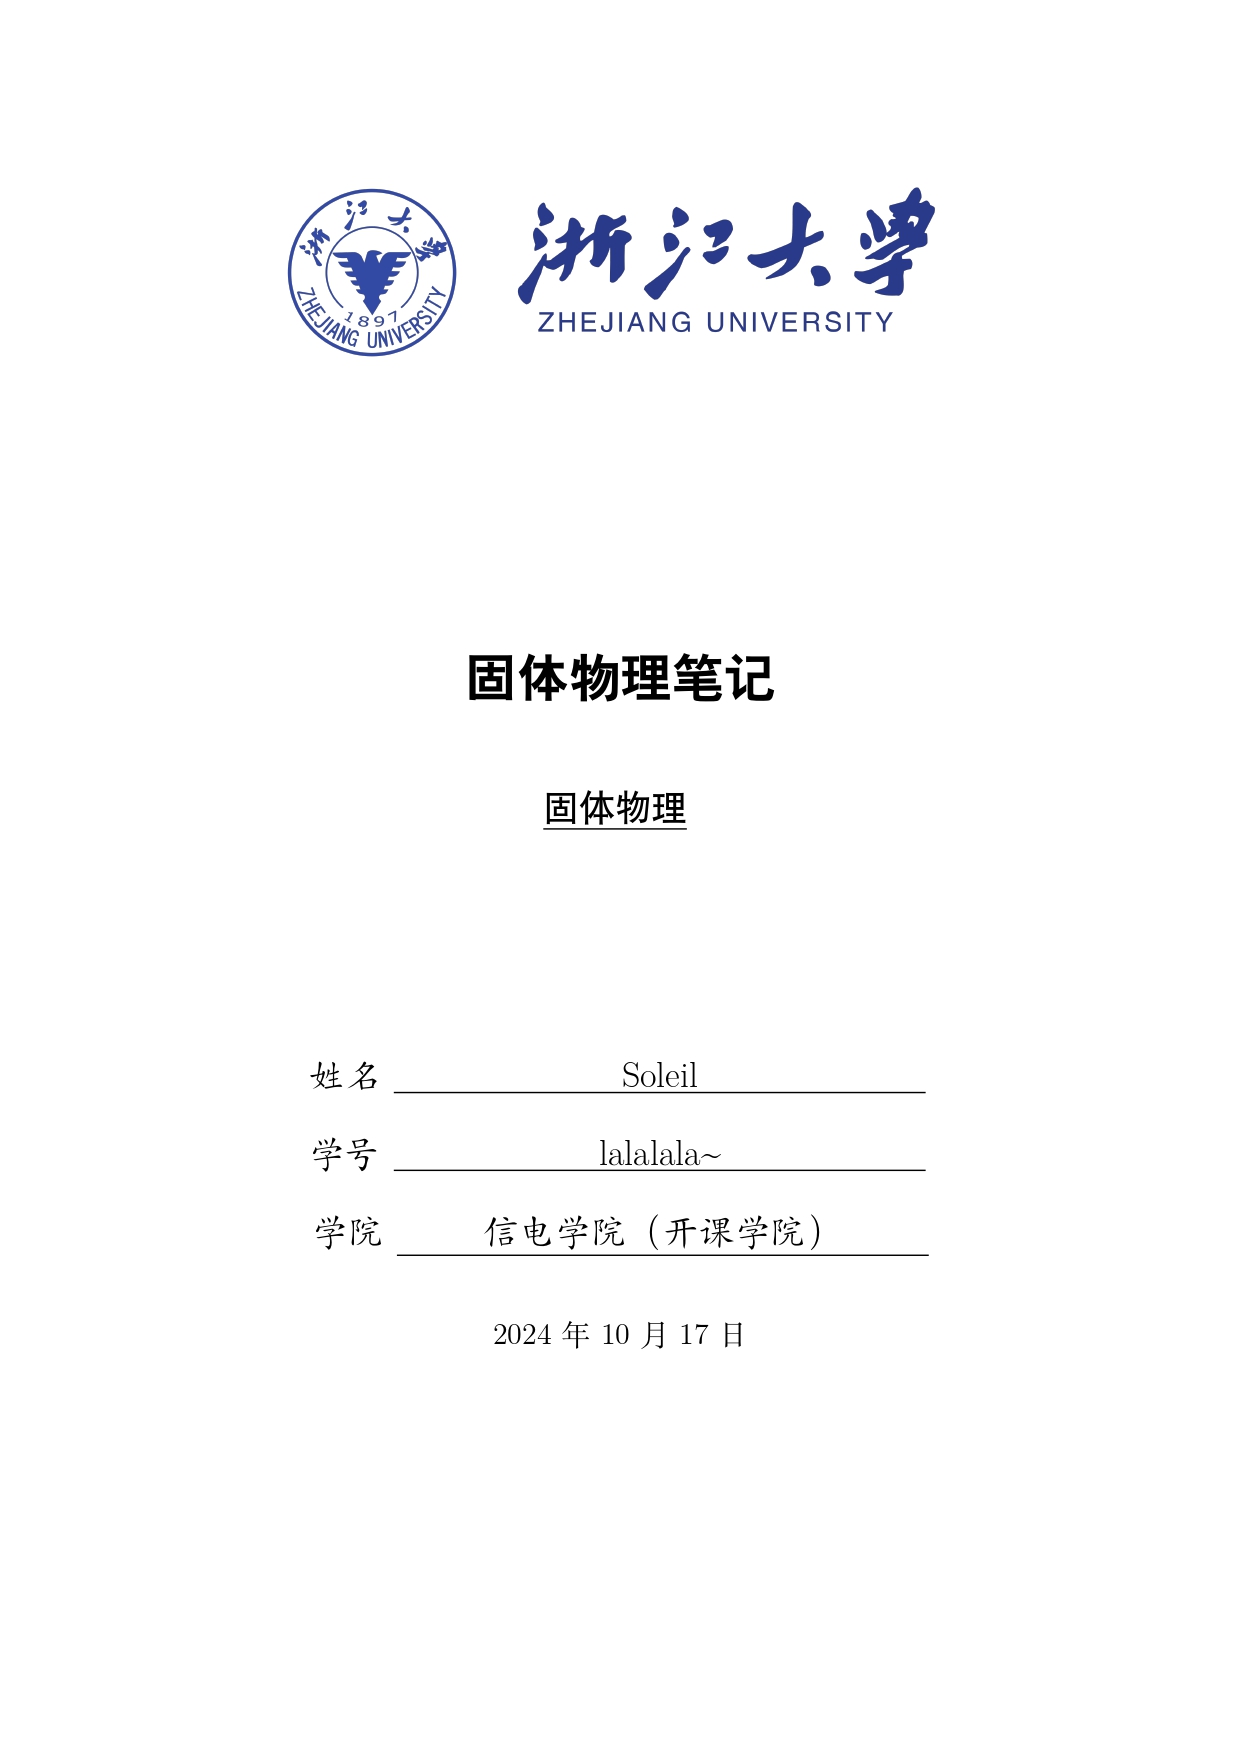 浙江大学
ZHEJIANG UNIVERSITY
1897
浙江大學
ZHEJIANG UNIVERSITY
固体物理笔记
固体物理
姓名 Soleil
学号 lalalala~
学院 信电学院（开课学院）
2024 年 10 月 17 日